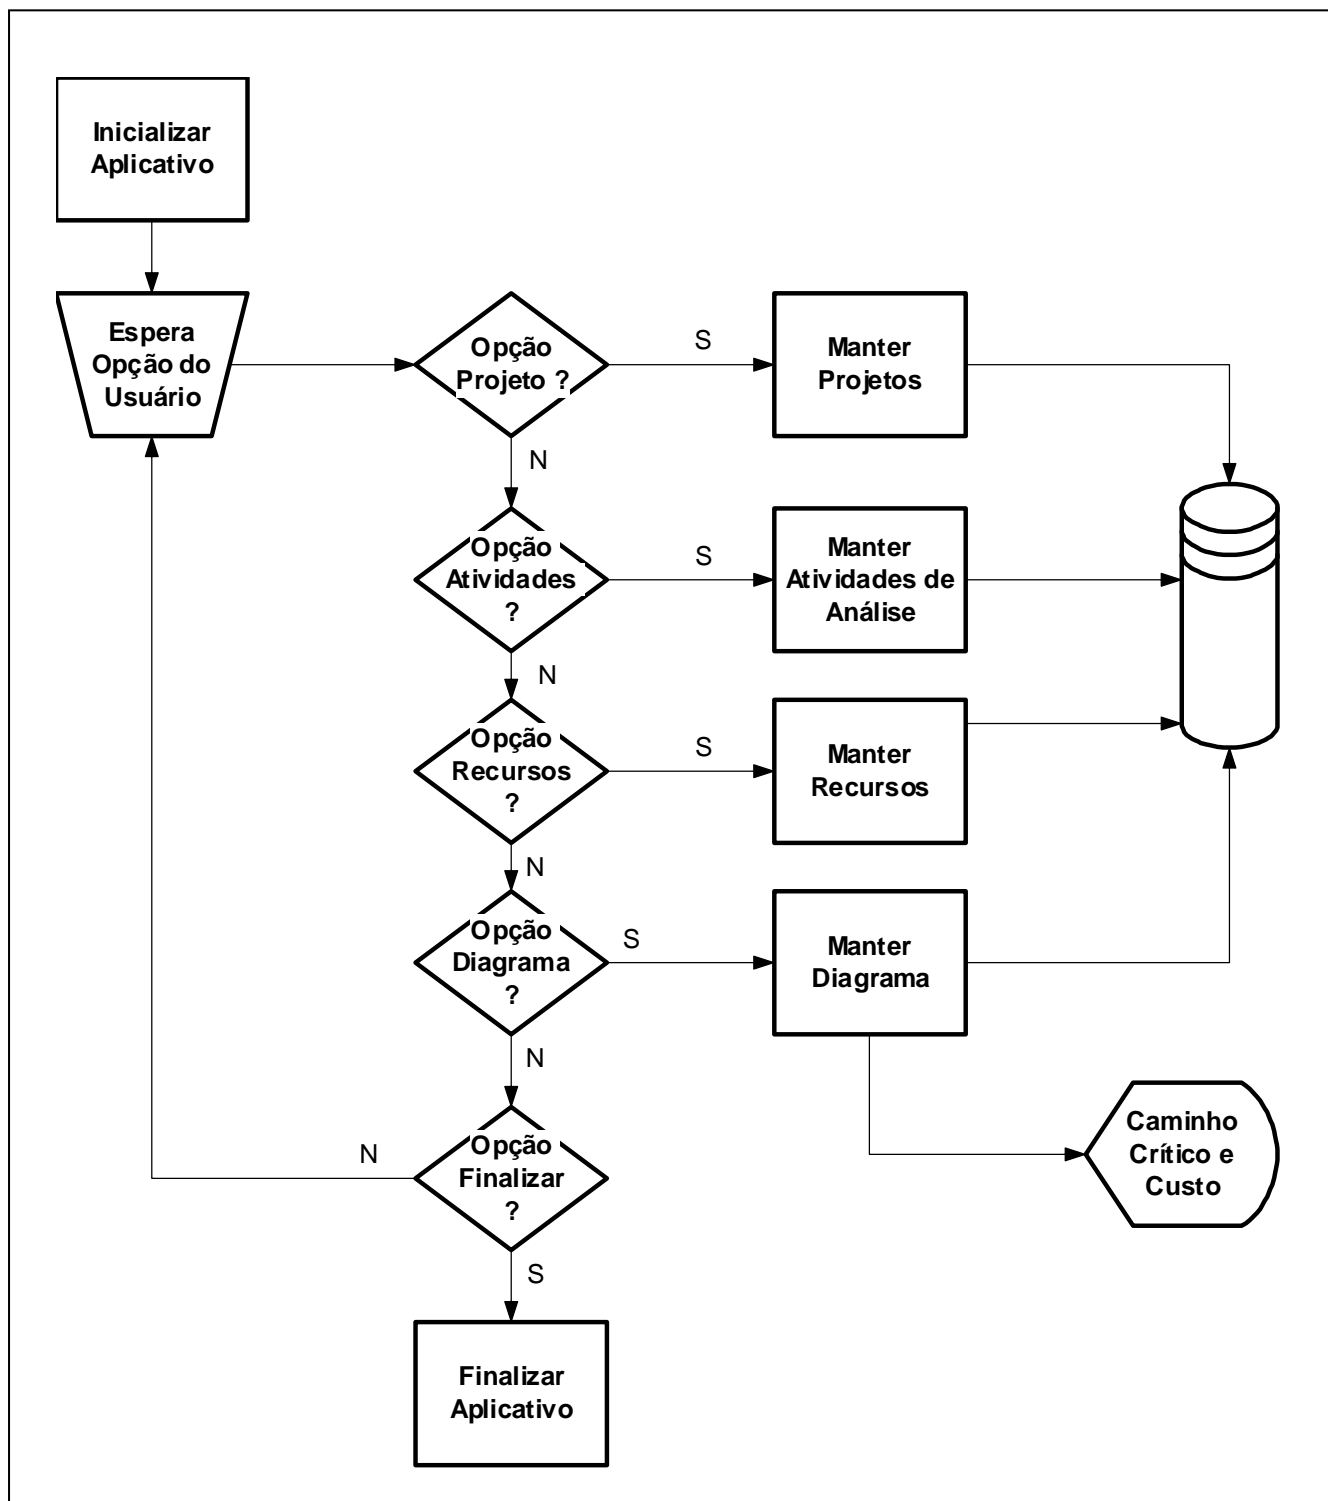 Inicializar
Aplicativo
Espera
Opção do
Usuário
Opção
Projeto ?
S
Manter
Projetos
N
Opção
Atividades
?
S
Manter
Atividades de
Análise
N
Opção
Recursos
?
S
Manter
Recursos
N
Opção
Diagrama
?
S
Manter
Diagrama
N
Opção
Finalizar
?
N
Caminho
Crítico e
Custo
S
Finalizar
Aplicativo